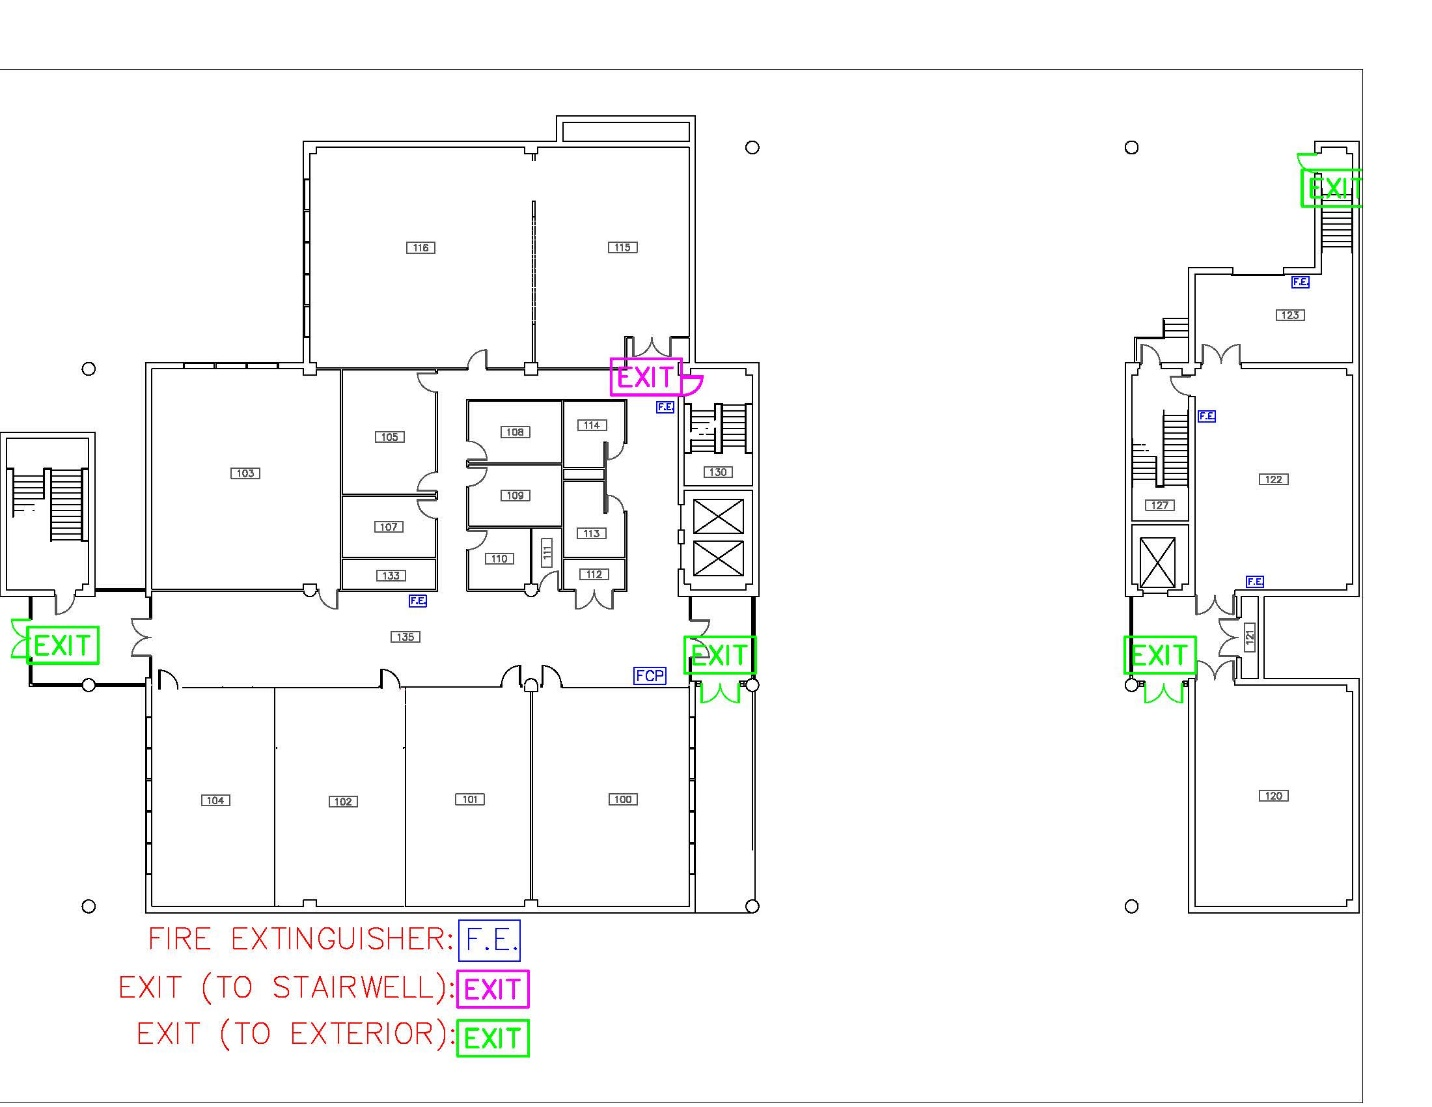 EXIT
F.E.
116
115
123
EXIT
F.E.
F.E.
105
108
114
103
130
122
109
127
107
113
110
111
133
112
F.E.
F.E.
135
121
EXIT
EXIT
EXIT
FCP
104
102
101
100
120
FIRE EXTINGUISHER: F.E.
EXIT (TO STAIRWELL): EXIT
EXIT (TO EXTERIOR): EXIT